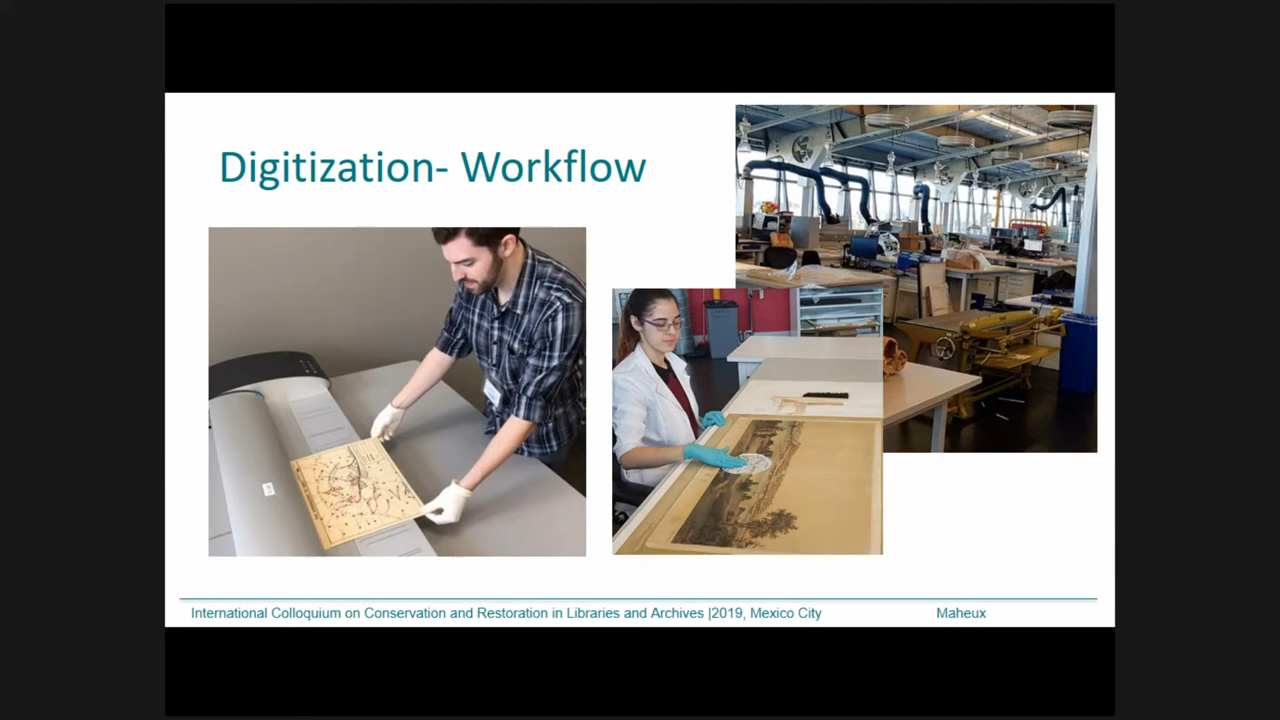 Digitization- Workflow
International Colloquium on Conservation and Restoration in Libraries and Archives |2019, Mexico City Maheux